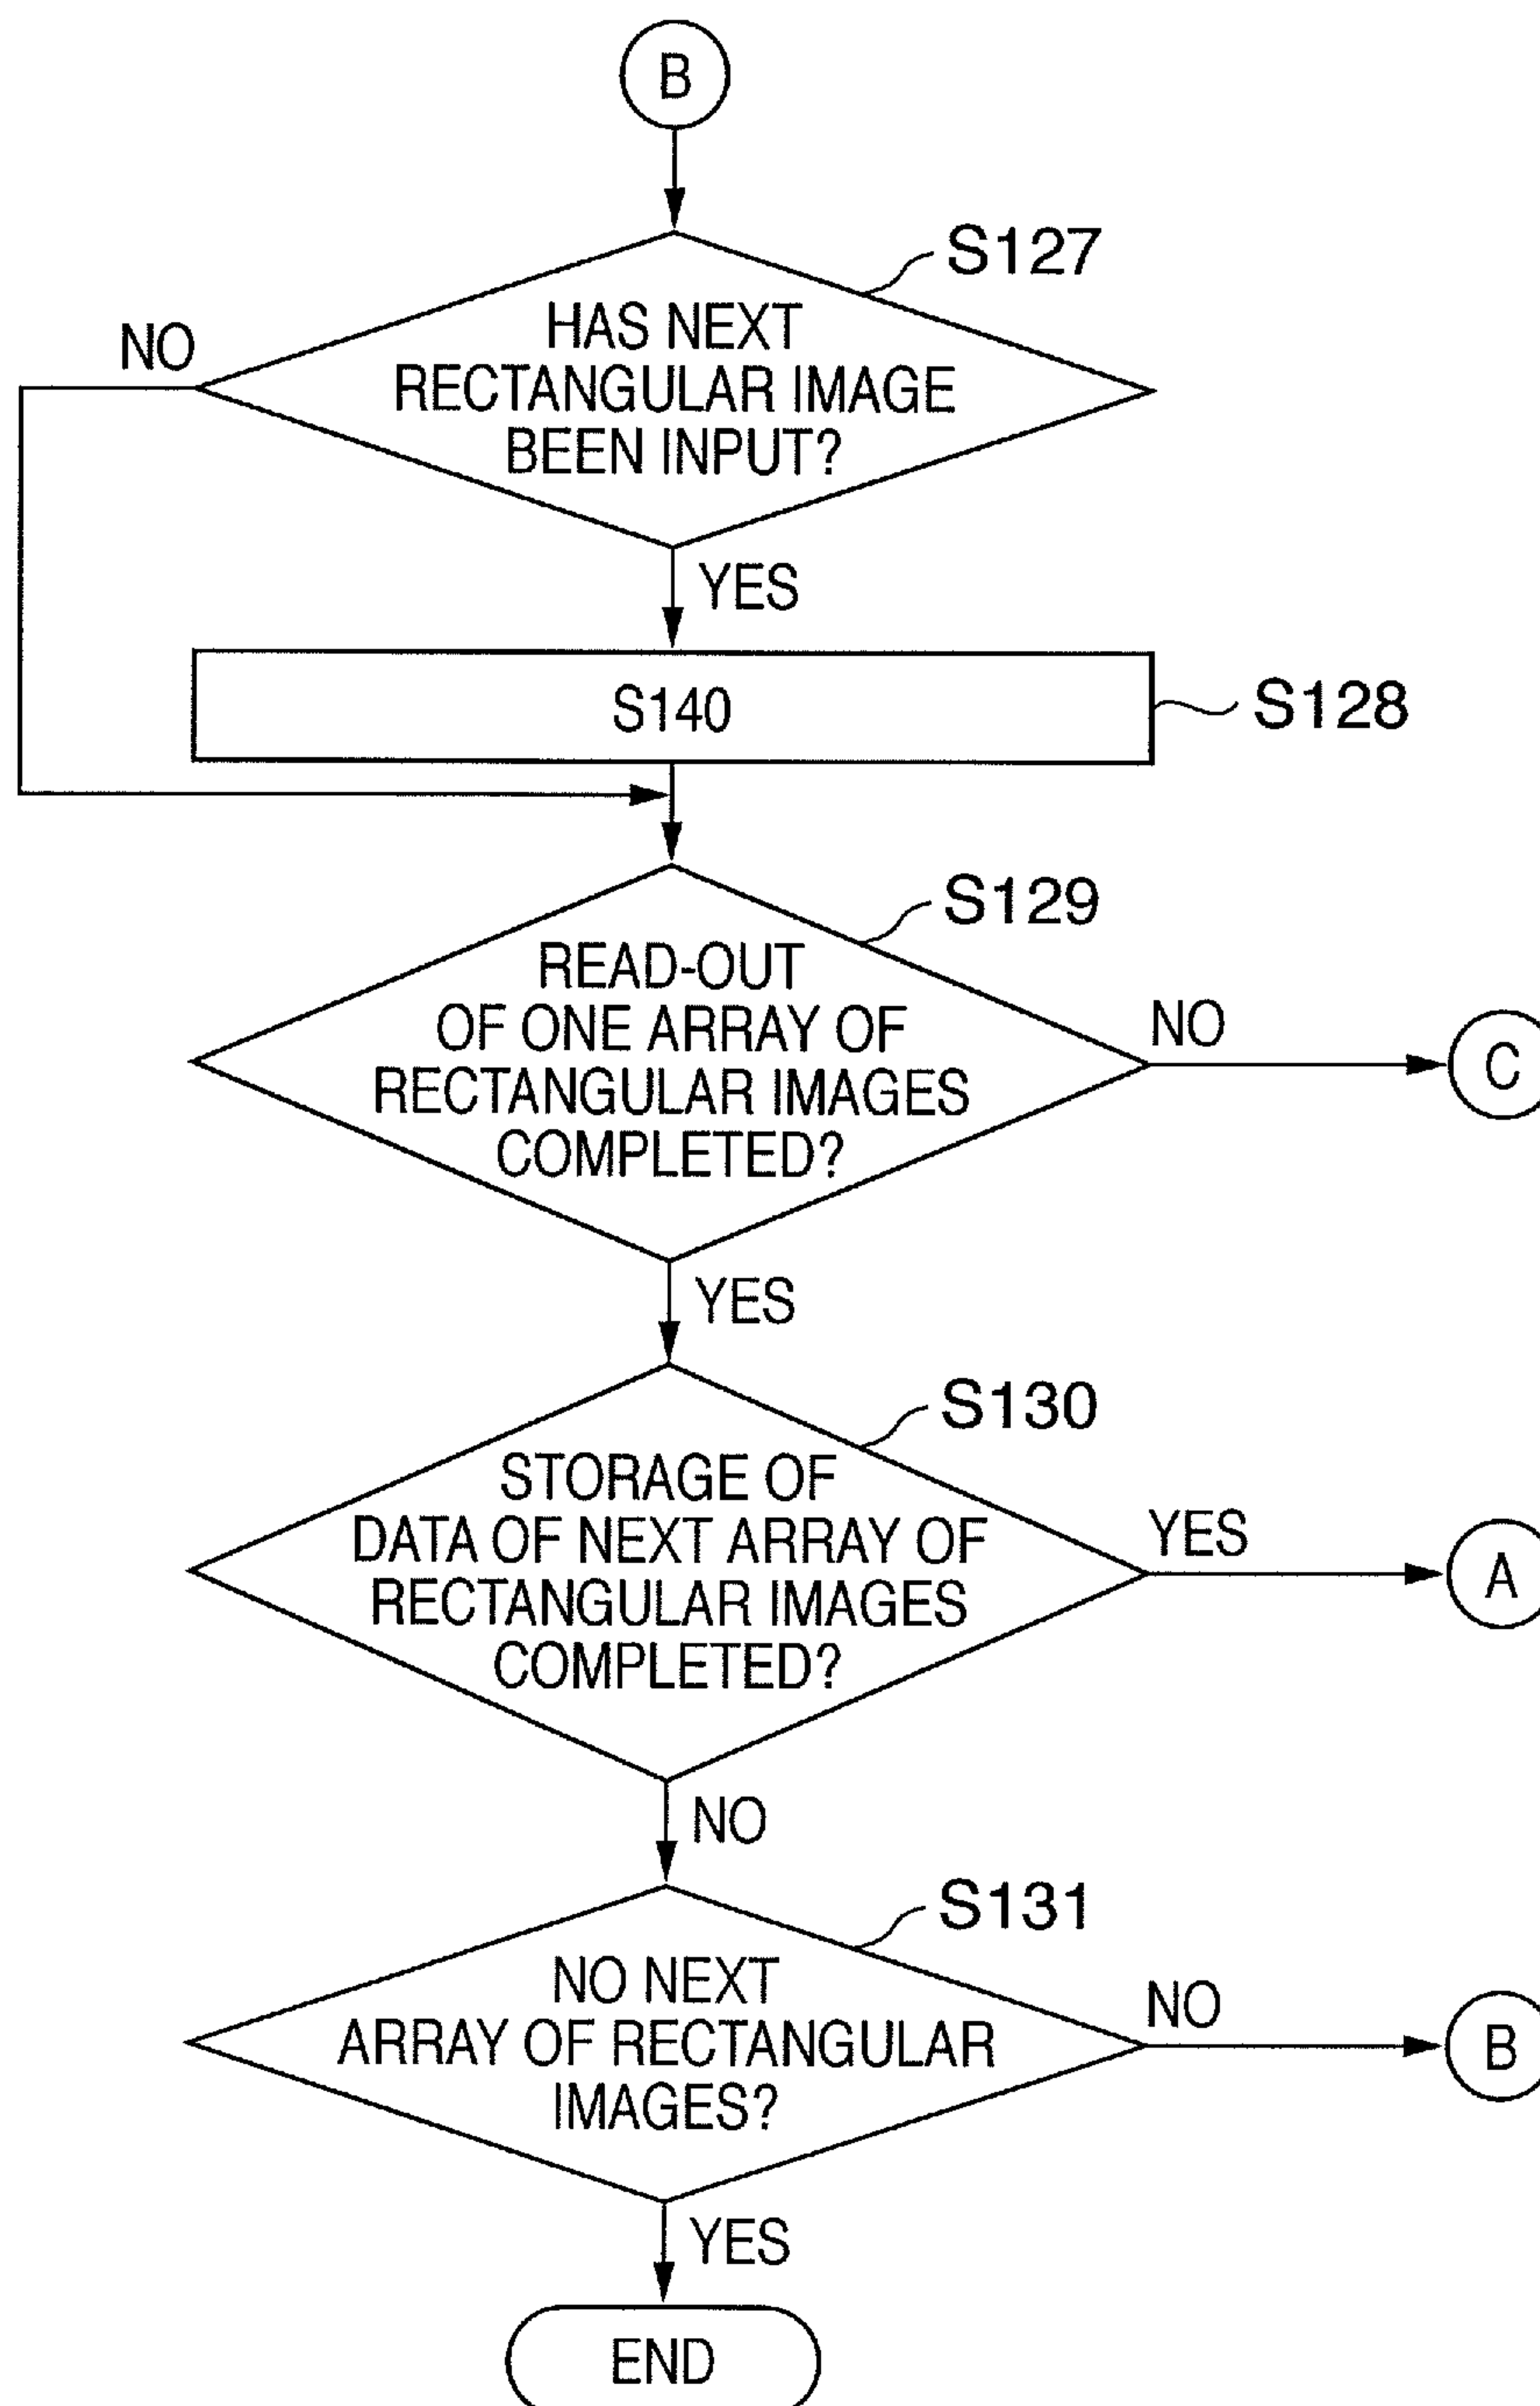 B
S127
HAS NEXT
RECTANGULAR IMAGE
BEEN INPUT?
NO
YES
S140
S128
S129
READ-OUT
OF ONE ARRAY OF
RECTANGULAR IMAGES
COMPLETED?
NO
C
YES
S130
STORAGE OF
DATA OF NEXT ARRAY OF
RECTANGULAR IMAGES
COMPLETED?
YES
A
NO
S131
NO NEXT
ARRAY OF RECTANGULAR
IMAGES?
NO
B
YES
END